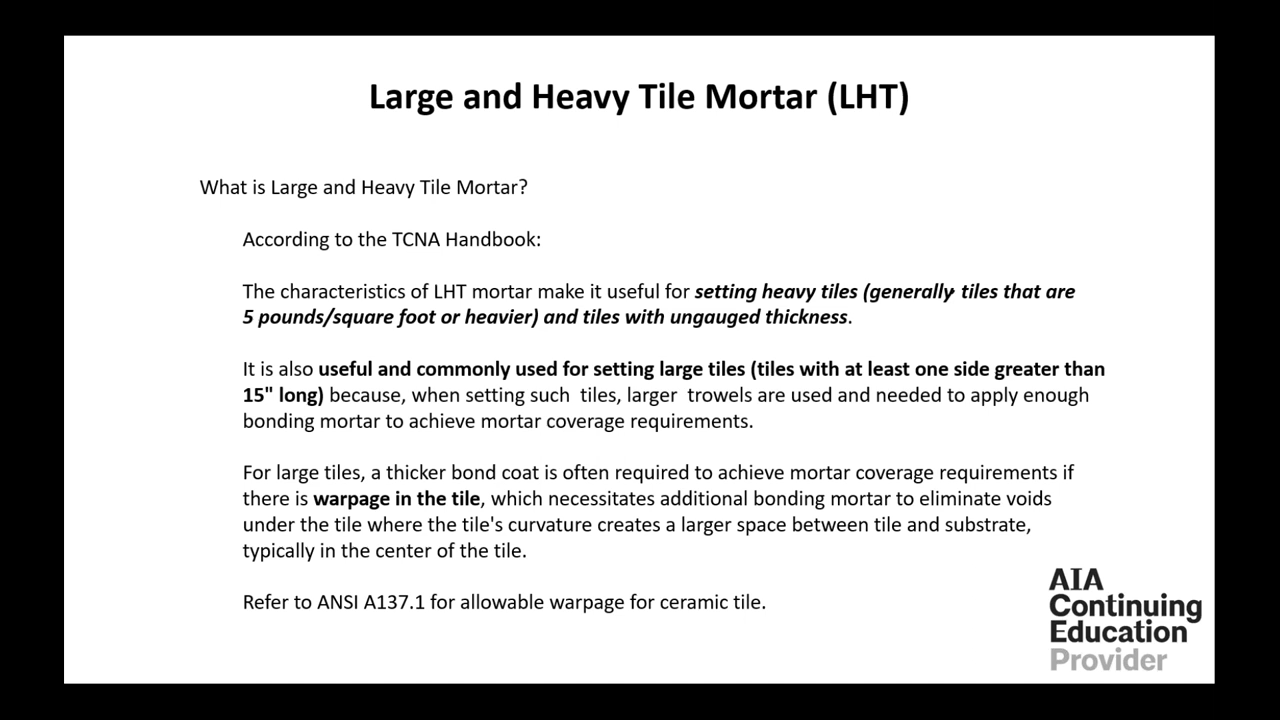 Large and Heavy Tile Mortar (LHT)
What is Large and Heavy Tile Mortar?
According to the TCNA Handbook:
The characteristics of LHT mortar make it useful for setting heavy tiles (generally tiles that are
5 pounds/square foot or heavier) and tiles with ungauged thickness.
It is also useful and commonly used for setting large tiles (tiles with at least one side greater than
15" long) because, when setting such tiles, larger trowels are used and needed to apply enough
bonding mortar to achieve mortar coverage requirements.
For large tiles, a thicker bond coat is often required to achieve mortar coverage requirements if
there is warpage in the tile, which necessitates additional bonding mortar to eliminate voids
under the tile where the tile's curvature creates a larger space between tile and substrate,
typically in the center of the tile.
Refer to ANSI A137.1 for allowable warpage for ceramic tile.
AIA
Continuing
Education
Provider